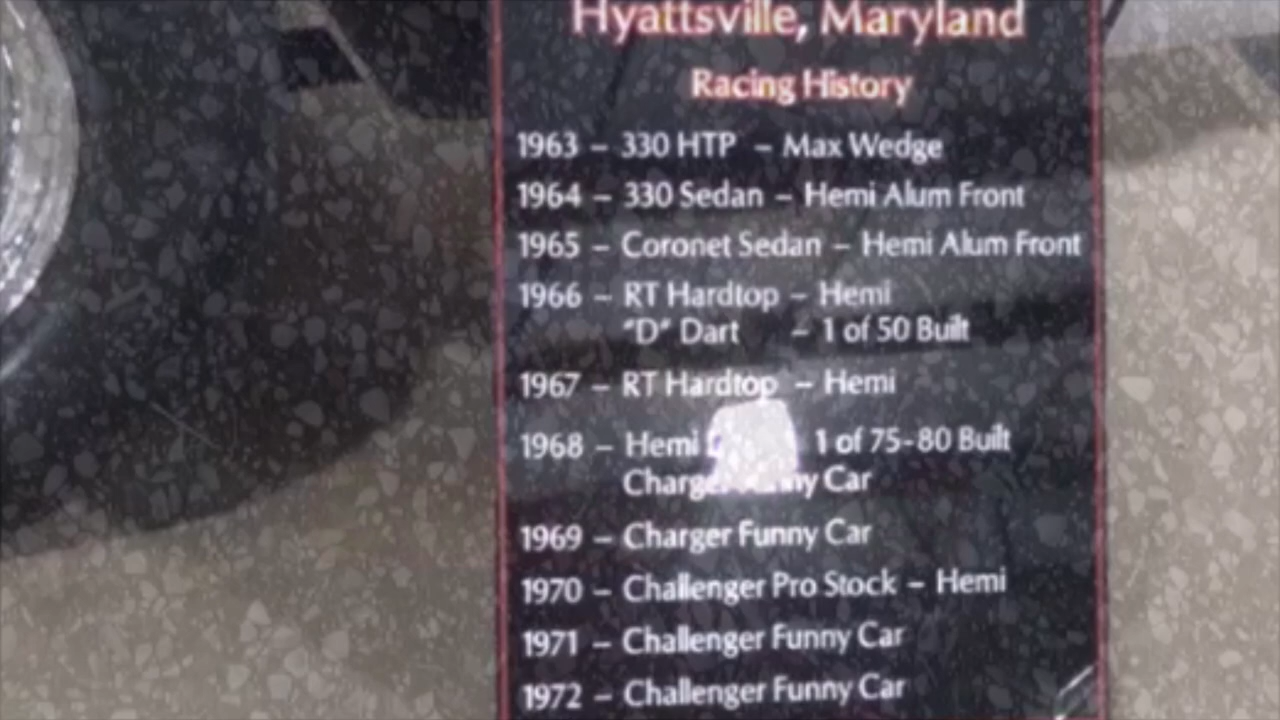 Hyattsville, Maryland
Racing History
1963 – 330 HTP – Max Wedge
1964 – 330 Sedan – Hemi Alum Front
1965 – Coronet Sedan – Hemi Alum Front
1966 – RT Hardtop – Hemi
"D" Dart – 1 of 50 Built
1967 – RT Hardtop – Hemi
1968 – Hemi 1 of 75-80 Built
Car
1969 – Charger Funny Car
1970 – Challenger Pro Stock – Hemi
1971 – Challenger Funny Car
1972 – Challenger Funny Car